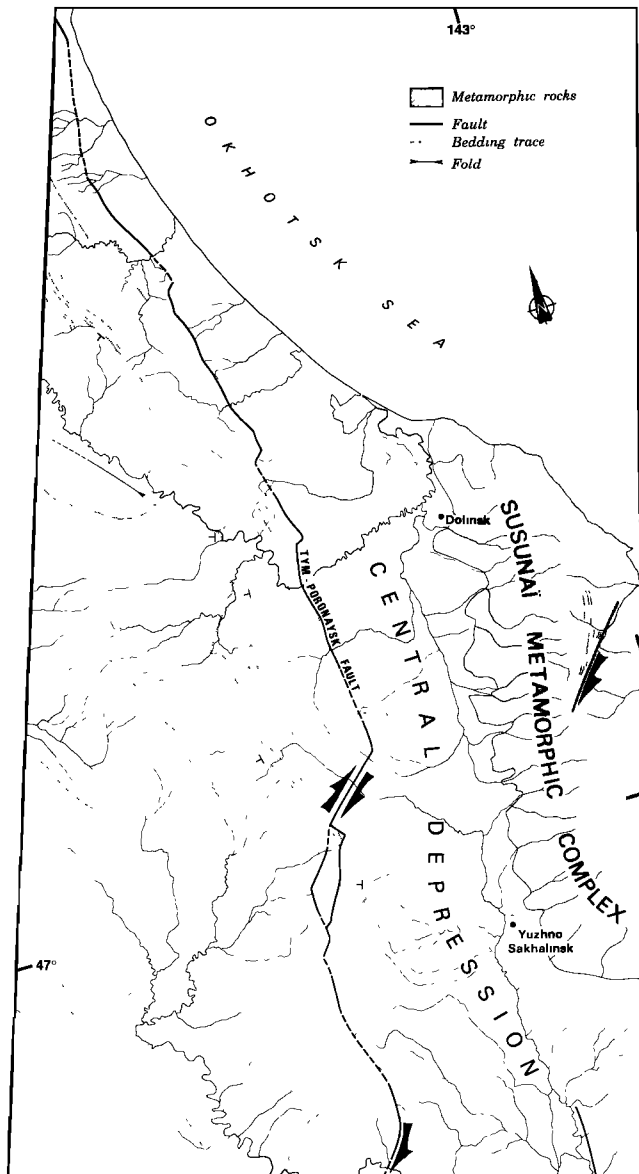 143°
Metamorphic rocks
Fault
Bedding trace
Fold
OKHOTSK SEA
Dolinsk
SUSUNAÏ METAMORPHIC COMPLEX
TYM-PORONAYSK FAULT
CENTRAL DEPRESSION
Yuzhno
Sakhalinsk
47°